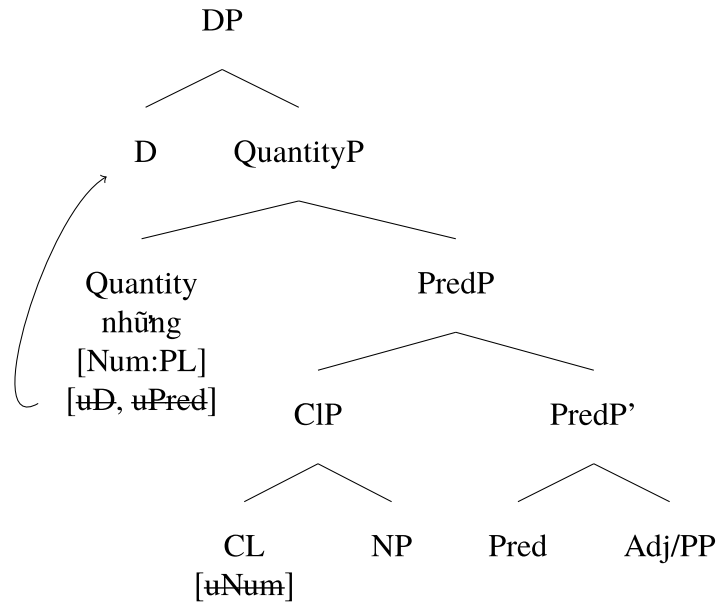 DP
D QuantityP
Quantity PredP
những
[Num:PL]
[uD, uPred]
ClP PredP’
CL NP Pred Adj/PP
[uNum]